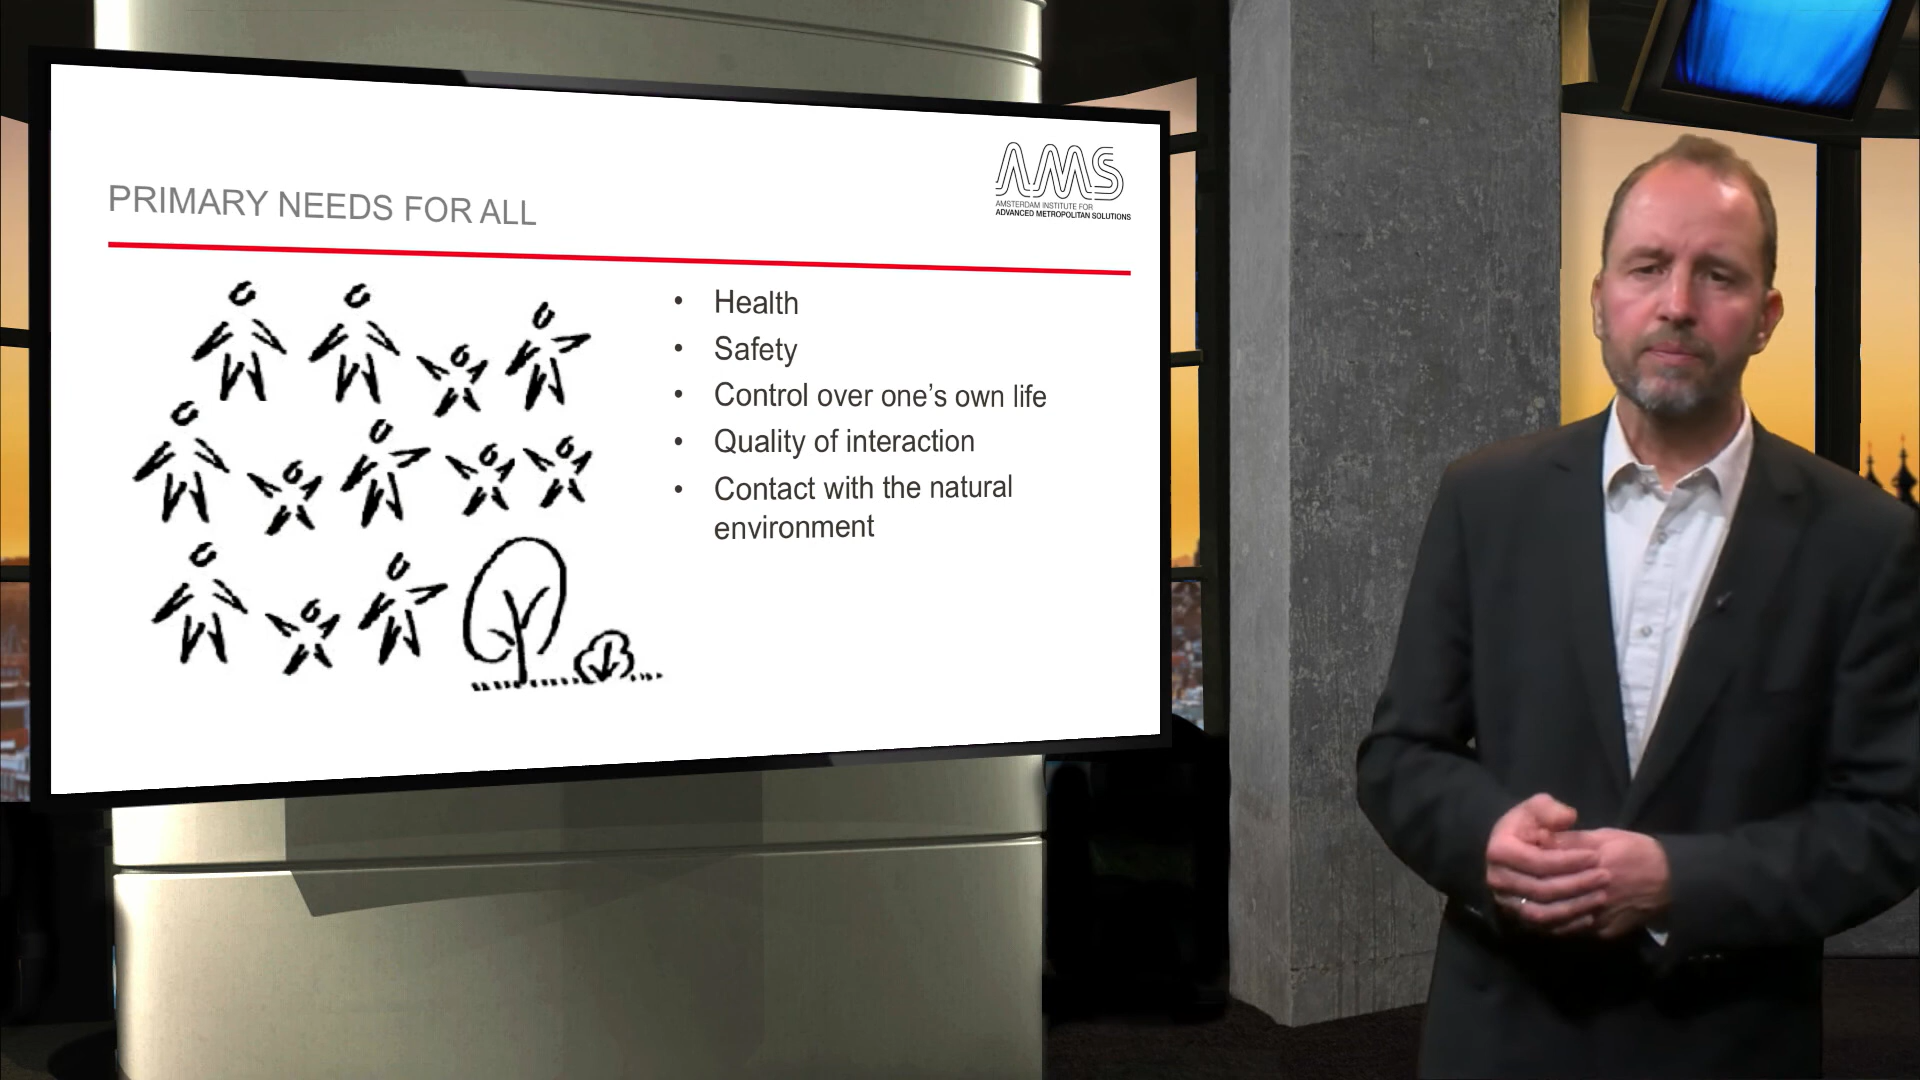 PRIMARY NEEDS FOR ALL
AMS
AMSTERDAM INSTITUTE FOR
ADVANCED METROPOLITAN SOLUTIONS
• Health
• Safety
• Control over one’s own life
• Quality of interaction
• Contact with the natural
environment